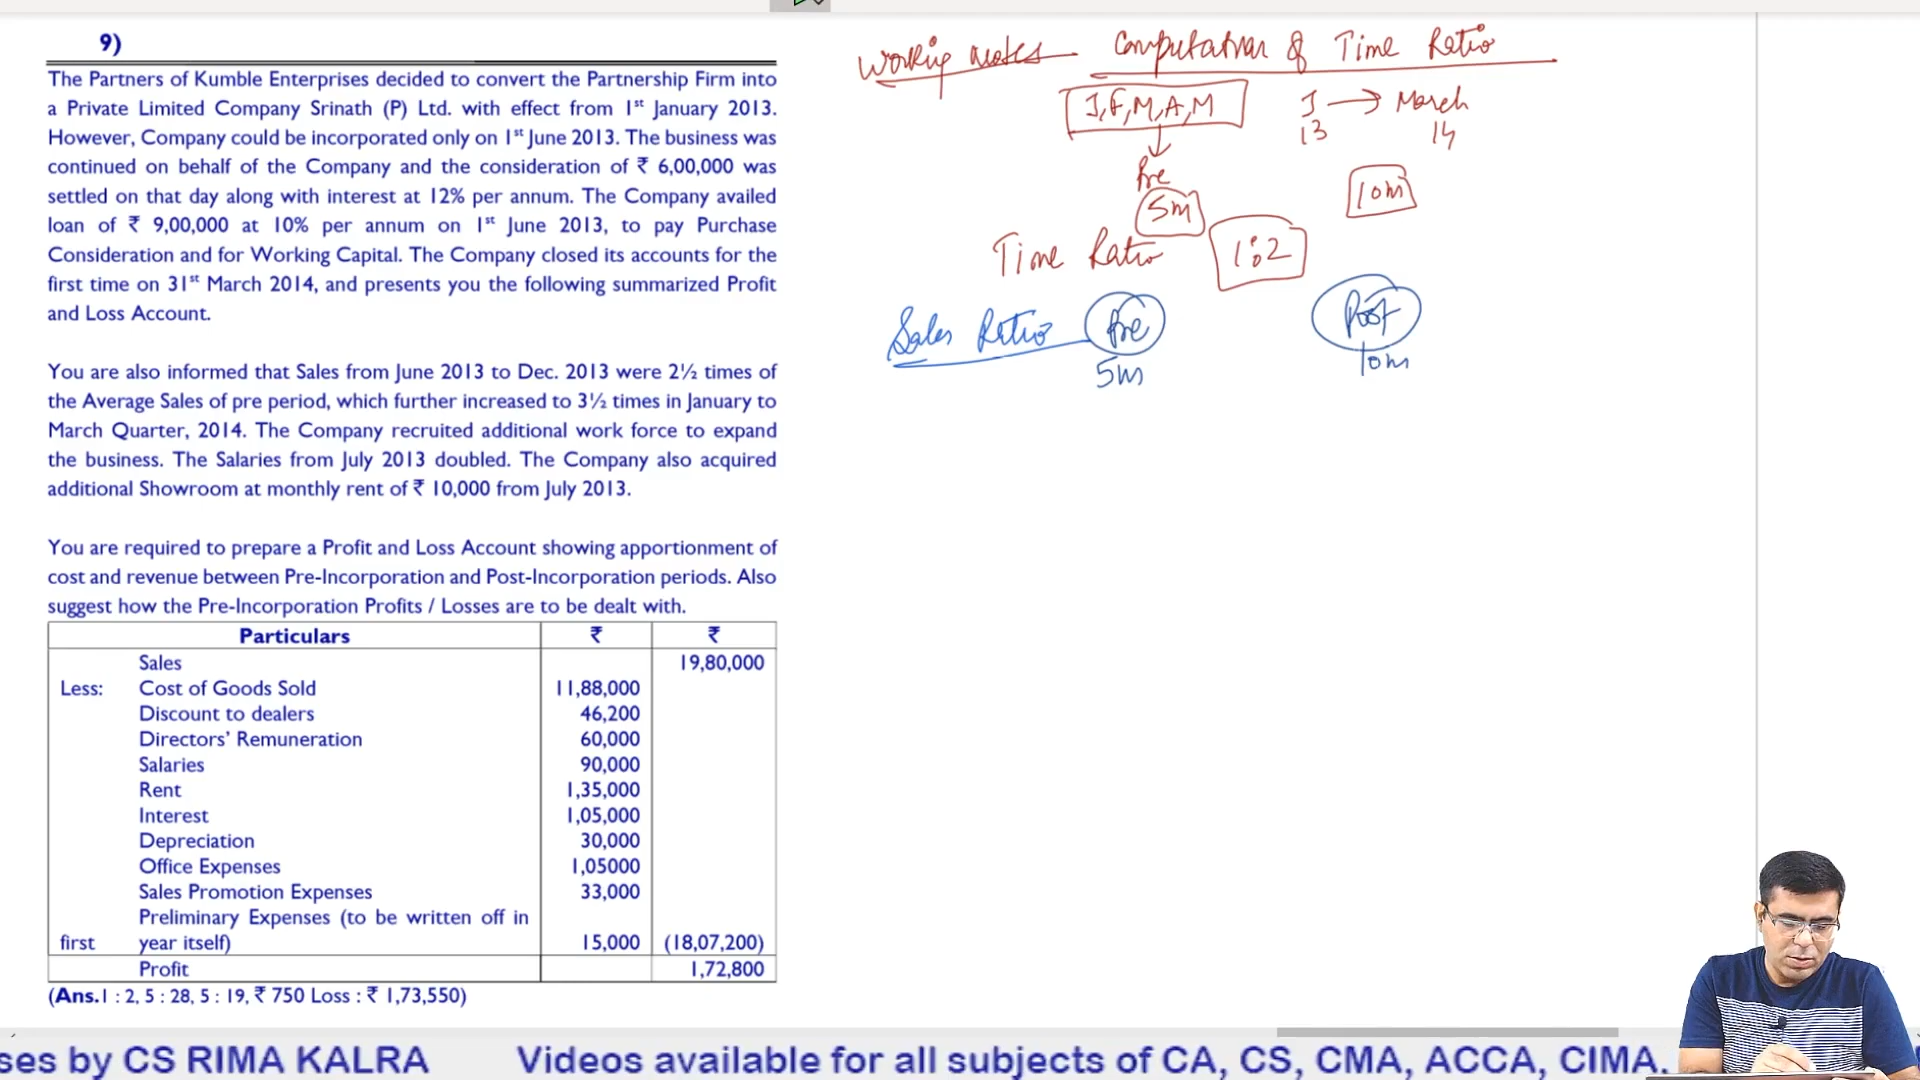 9)
The Partners of Kumble Enterprises decided to convert the Partnership Firm into
a Private Limited Company Srinath (P) Ltd. with effect from 1st January 2013.
However, Company could be incorporated only on 1st June 2013. The business was
continued on behalf of the Company and the consideration of ₹ 6,00,000 was
settled on that day along with interest at 12% per annum. The Company availed
loan of ₹ 9,00,000 at 10% per annum on 1st June 2013, to pay Purchase
Consideration and for Working Capital. The Company closed its accounts for the
first time on 31st March 2014, and presents you the following summarized Profit
and Loss Account.
You are also informed that Sales from June 2013 to Dec. 2013 were 2½ times of
the Average Sales of pre period, which further increased to 3½ times in January to
March Quarter, 2014. The Company recruited additional work force to expand
the business. The Salaries from July 2013 doubled. The Company also acquired
additional Showroom at monthly rent of ₹ 10,000 from July 2013.
You are required to prepare a Profit and Loss Account showing apportionment of
cost and revenue between Pre-Incorporation and Post-Incorporation periods. Also
suggest how the Pre-Incorporation Profits / Losses are to be dealt with.
Particulars ₹ ₹
Sales 19,80,000
Less: Cost of Goods Sold 11,88,000
Discount to dealers 46,200
Directors' Remuneration 60,000
Salaries 90,000
Rent 1,35,000
Interest 1,05,000
Depreciation 30,000
Office Expenses 1,05000
Sales Promotion Expenses 33,000
Preliminary Expenses (to be written off in
first year itself) 15,000 (18,07,200)
Profit 1,72,800
(Ans.1 : 2, 5 : 28, 5 : 19, ₹ 750 Loss : ₹ 1,73,550)
Working Notes Computation of Time Ratio
J, F, M, A, M J → March
13 14
Pre
5m 10m
Time Ratio 1:2
Sales Ratio Pre Post
5m 10m
ses by CS RIMA KALRA Videos available for all subjects of CA, CS, CMA, ACCA, CIMA.